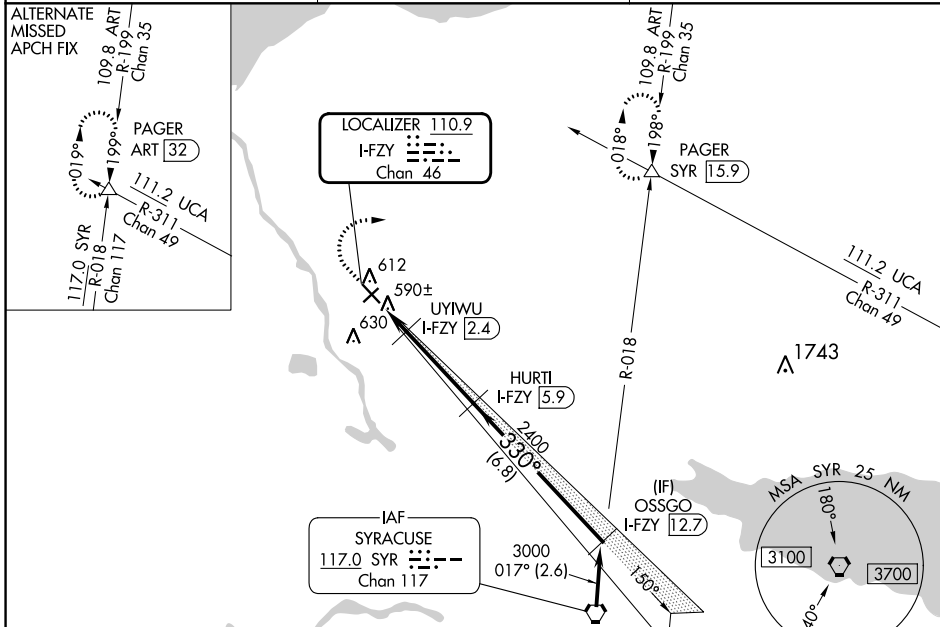 ALTERNATE
MISSED
APCH FIX
109.8 ART
R-199
Chan 35
019°
199°
PAGER
ART 32
111.2 UCA
R-311
Chan 49
117.0 SYR
R-018
Chan 117
LOCALIZER 110.9
I-FZY
Chan 46
109.8 ART
R-199
Chan 35
018°
198°
PAGER
SYR 15.9
111.2 UCA
R-311
Chan 49
R-018
612
590±
630
1743
UYIWU
I-FZY 2.4
HURTI
I-FZY 5.9
2400
330°
(6.8)
(IF)
OSSGO
I-FZY 12.7
IAF
SYRACUSE
117.0 SYR
Chan 117
3000
017° (2.6)
150°
MSA SYR 25 NM
180°
3100
3700
40°